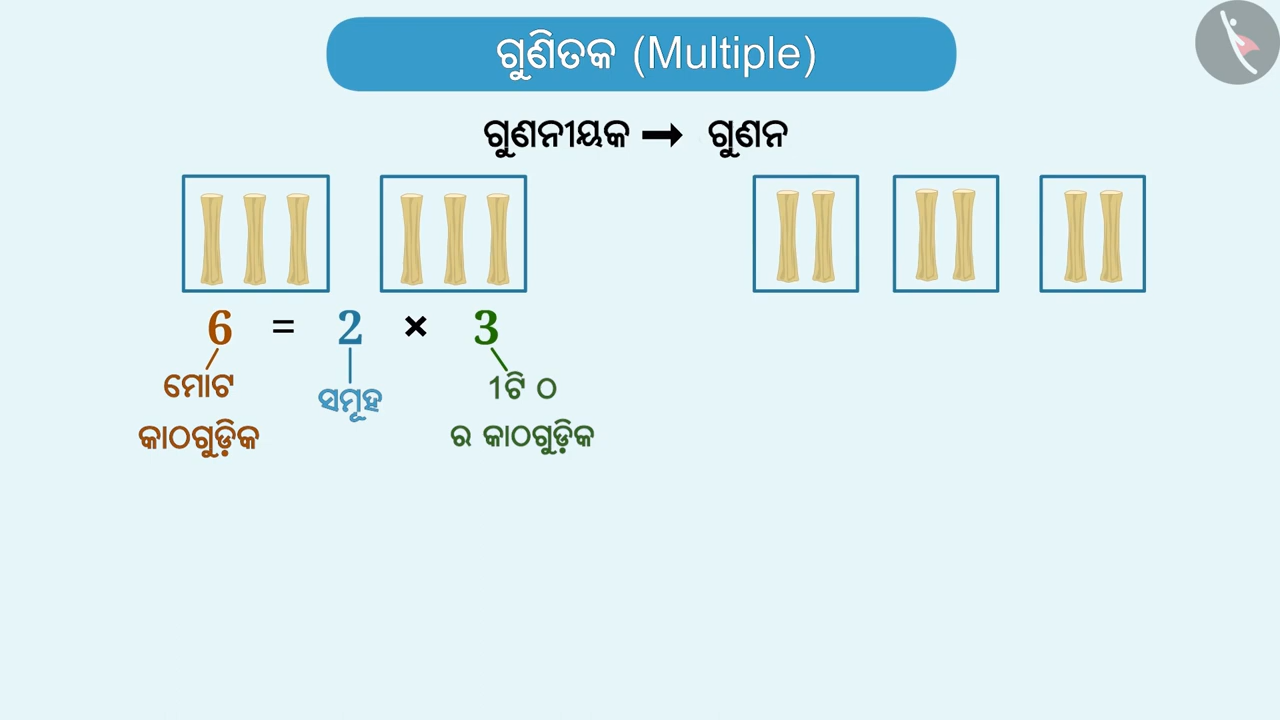 ଗୁଣିତକ (Multiple)
ଗୁଣନୀୟକ ➡ ଗୁଣନ
6 = 2 × 3
ମୋଟ ସମୂହ 1ଟି ଠ
କାଠଗୁଡ଼ିକ ର କାଠଗୁଡ଼ିକ